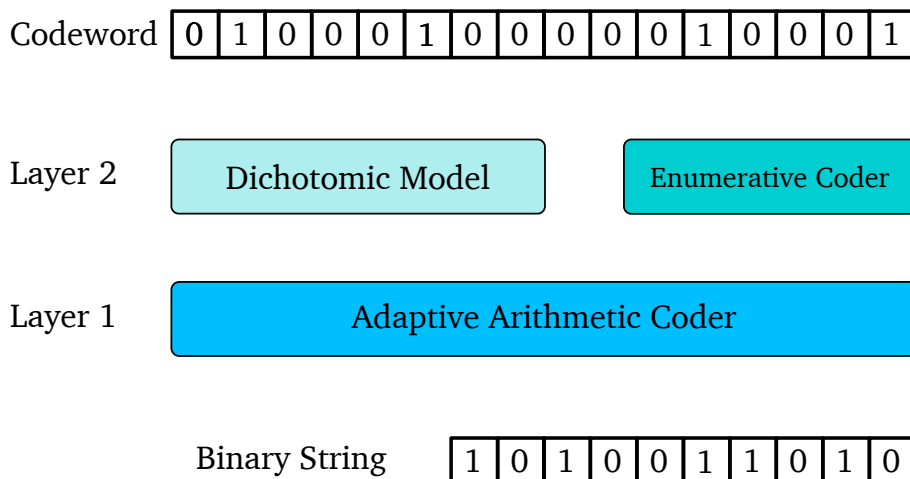 Codeword 0 1 0 0 0 1 0 0 0 0 0 1 0 0 0 1
Layer 2 Dichotomic Model Enumerative Coder
Layer 1 Adaptive Arithmetic Coder
Binary String 1 0 1 0 0 1 1 0 1 0